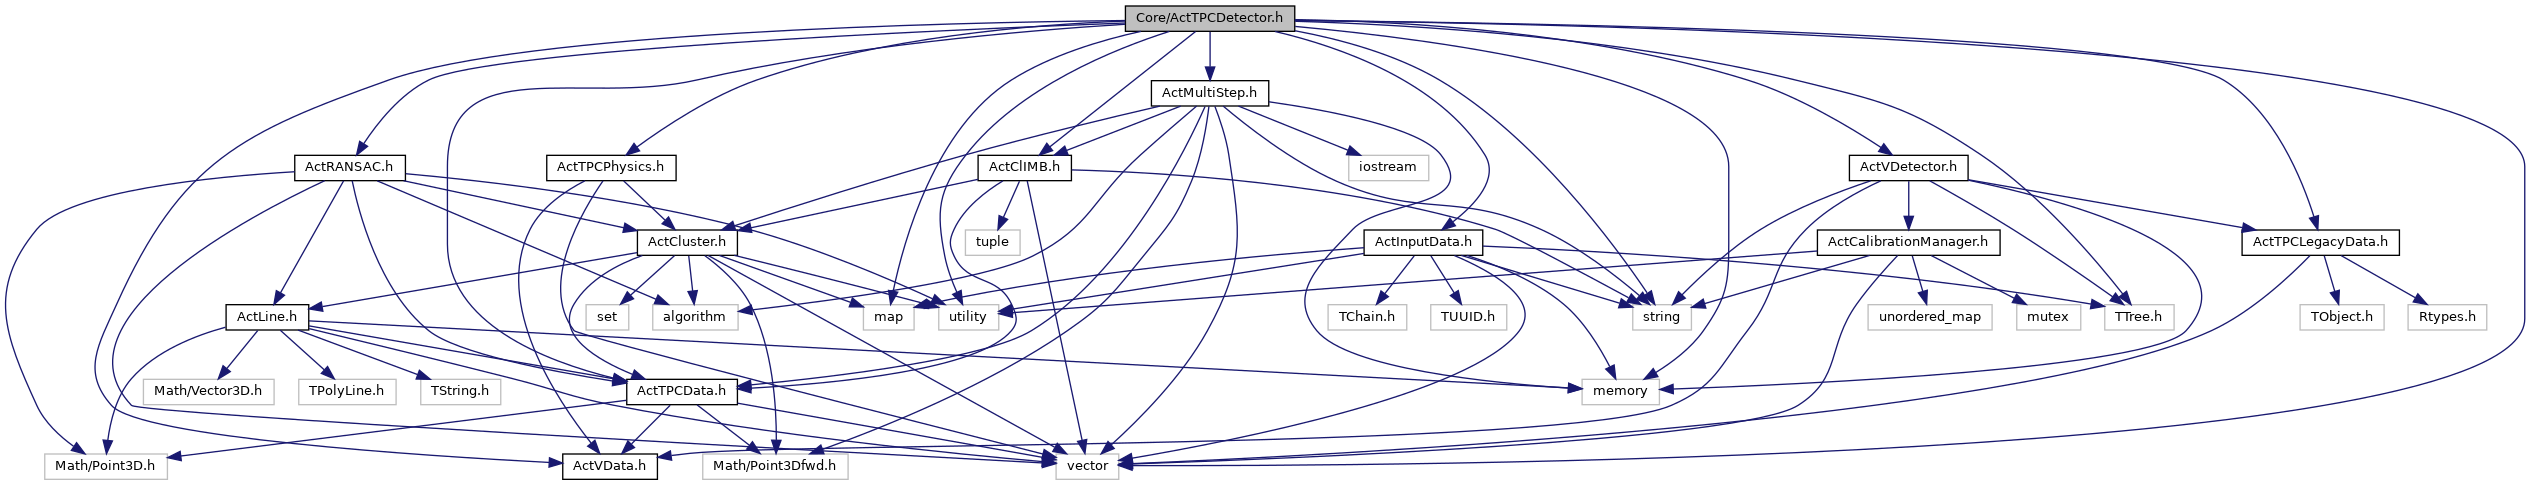 Core/ActTPCDetector.h
ActMultiStep.h
ActRANSAC.h
ActTPCPhysics.h
ActClIMB.h
iostream
ActVDetector.h
ActCluster.h
tuple
ActInputData.h
ActCalibrationManager.h
ActTPCLegacyData.h
ActLine.h
set
algorithm
map
utility
TChain.h
TUUID.h
string
unordered_map
mutex
TTree.h
TObject.h
Rtypes.h
Math/Vector3D.h
TPolyLine.h
TString.h
ActTPCData.h
memory
Math/Point3D.h
ActVData.h
Math/Point3Dfwd.h
vector